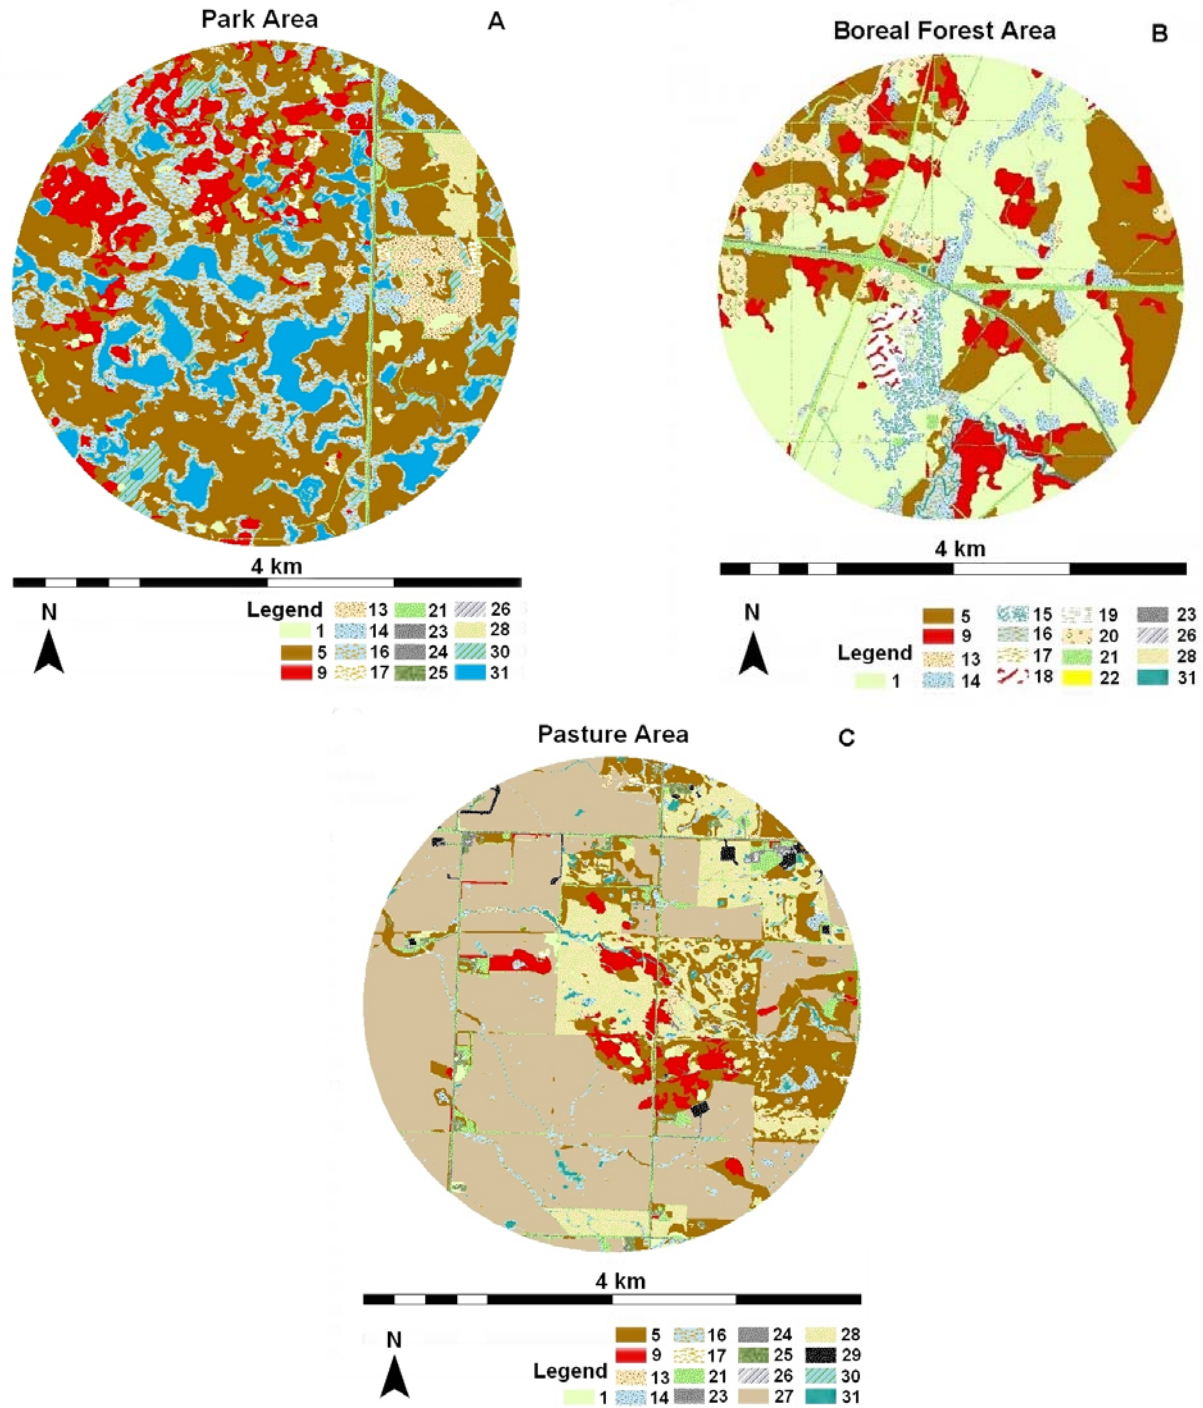 Park Area
A
4 km
N
Legend 13 21 26
1 14 23 28
5 16 24 30
9 17 25 31
Boreal Forest Area
B
4 km
N
5 15 19 23
9 16 20 26
Legend 13 17 21 28
1 14 18 22 31
Pasture Area
C
4 km
N
5 16 24 28
9 17 25 29
Legend 13 21 26 30
1 14 23 27 31